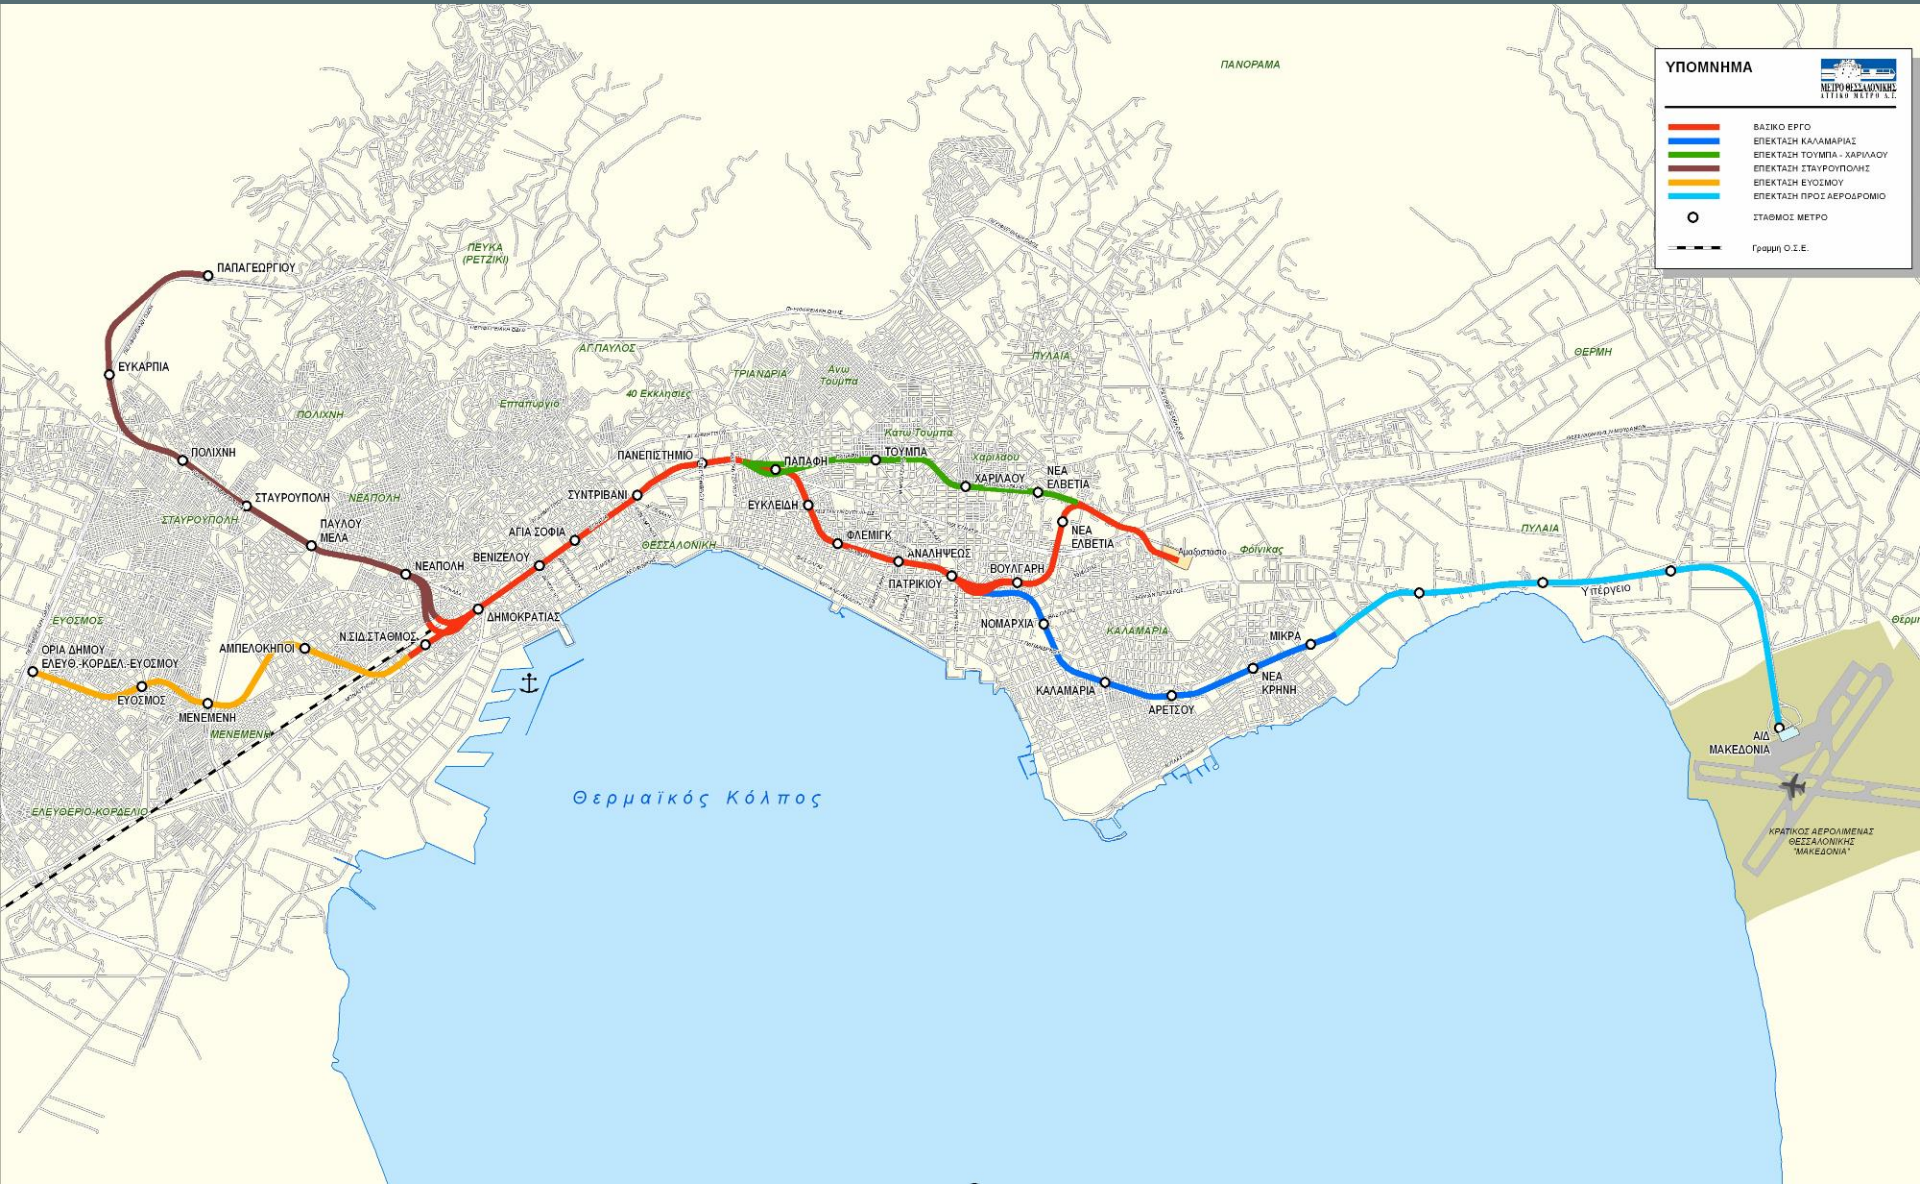 ΠΑΝΟΡΑΜΑ
ΥΠΟΜΝΗΜΑ
ΜΕΤΡΟ ΘΕΣΣΑΛΟΝΙΚΗΣ
ΑΤΤΙΚΟ ΜΕΤΡΟ Α.Ε.
ΒΑΣΙΚΟ ΕΡΓΟ
ΕΠΕΚΤΑΣΗ ΚΑΛΑΜΑΡΙΑΣ
ΕΠΕΚΤΑΣΗ ΤΟΥΜΠΑ - ΧΑΡΙΛΑΟΥ
ΕΠΕΚΤΑΣΗ ΣΤΑΥΡΟΥΠΟΛΗΣ
ΕΠΕΚΤΑΣΗ ΕΥΟΣΜΟΥ
ΕΠΕΚΤΑΣΗ ΠΡΟΣ ΑΕΡΟΔΡΟΜΙΟ
ΣΤΑΘΜΟΣ ΜΕΤΡΟ
Γραμμή Ο.Σ.Ε.
ΠΕΥΚΑ
(ΡΕΤΖΙΚΙ)
ΠΑΠΑΓΕΩΡΓΙΟΥ
ΕΥΚΑΡΠΙΑ
ΑΓ.ΠΑΥΛΟΣ
ΤΡΙΑΝΔΡΙΑ
Ανω
Τούμπα
ΠΥΛΑΙΑ
ΘΕΡΜΗ
40 Εκκλησιές
Επταπύργιο
ΠΟΛΙΧΝΗ
ΠΟΛΙΧΝΗ
Κάτω Τούμπα
ΠΑΝΕΠΙΣΤΗΜΙΟ
ΠΑΠΑΦΗ
ΤΟΥΜΠΑ
Χαριλάου
ΧΑΡΙΛΑΟΥ
ΝΕΑ
ΕΛΒΕΤΙΑ
ΣΤΑΥΡΟΥΠΟΛΗ
ΝΕΑΠΟΛΗ
ΣΤΑΥΡΟΥΠΟΛΗ
ΣΥΝΤΡΙΒΑΝΙ
ΕΥΚΛΕΙΔΗ
ΠΑΥΛΟΥ
ΜΕΛΑ
ΑΓΙΑ ΣΟΦΙΑ
ΘΕΣΣΑΛΟΝΙΚΗ
ΦΛΕΜΙΓΚ
ΝΕΑ
ΕΛΒΕΤΙΑ
ΠΥΛΑΙΑ
Αμαξοστάσιο
Φοίνικας
ΒΕΝΙΖΕΛΟΥ
ΑΝΑΛΗΨΕΩΣ
ΝΕΑΠΟΛΗ
ΠΑΤΡΙΚΙΟΥ
ΒΟΥΛΓΑΡΗ
Υπέργειο
ΔΗΜΟΚΡΑΤΙΑΣ
ΕΥΟΣΜΟΣ
Ν.ΣΙΔ.ΣΤΑΘΜΟΣ
ΝΟΜΑΡΧΙΑ
ΚΑΛΑΜΑΡΙΑ
ΜΙΚΡΑ
ΑΜΠΕΛΟΚΗΠΟΙ
ΟΡΙΑ ΔΗΜΟΥ
ΕΛΕΥΘ.-ΚΟΡΔΕΛ.-ΕΥΟΣΜΟΥ
ΕΥΟΣΜΟΣ
ΜΕΝΕΜΕΝΗ
ΜΕΝΕΜΕΝΗ
ΚΑΛΑΜΑΡΙΑ
ΑΡΕΤΣΟΥ
ΝΕΑ
ΚΡΗΝΗ
Α/Δ
ΜΑΚΕΔΟΝΙΑ
Θερμαϊκός Κόλπος
ΕΛΕΥΘΕΡΙΟ-ΚΟΡΔΕΛΙΟ
ΚΡΑΤΙΚΟΣ ΑΕΡΟΛΙΜΕΝΑΣ
ΘΕΣΣΑΛΟΝΙΚΗΣ
"ΜΑΚΕΔΟΝΙΑ"